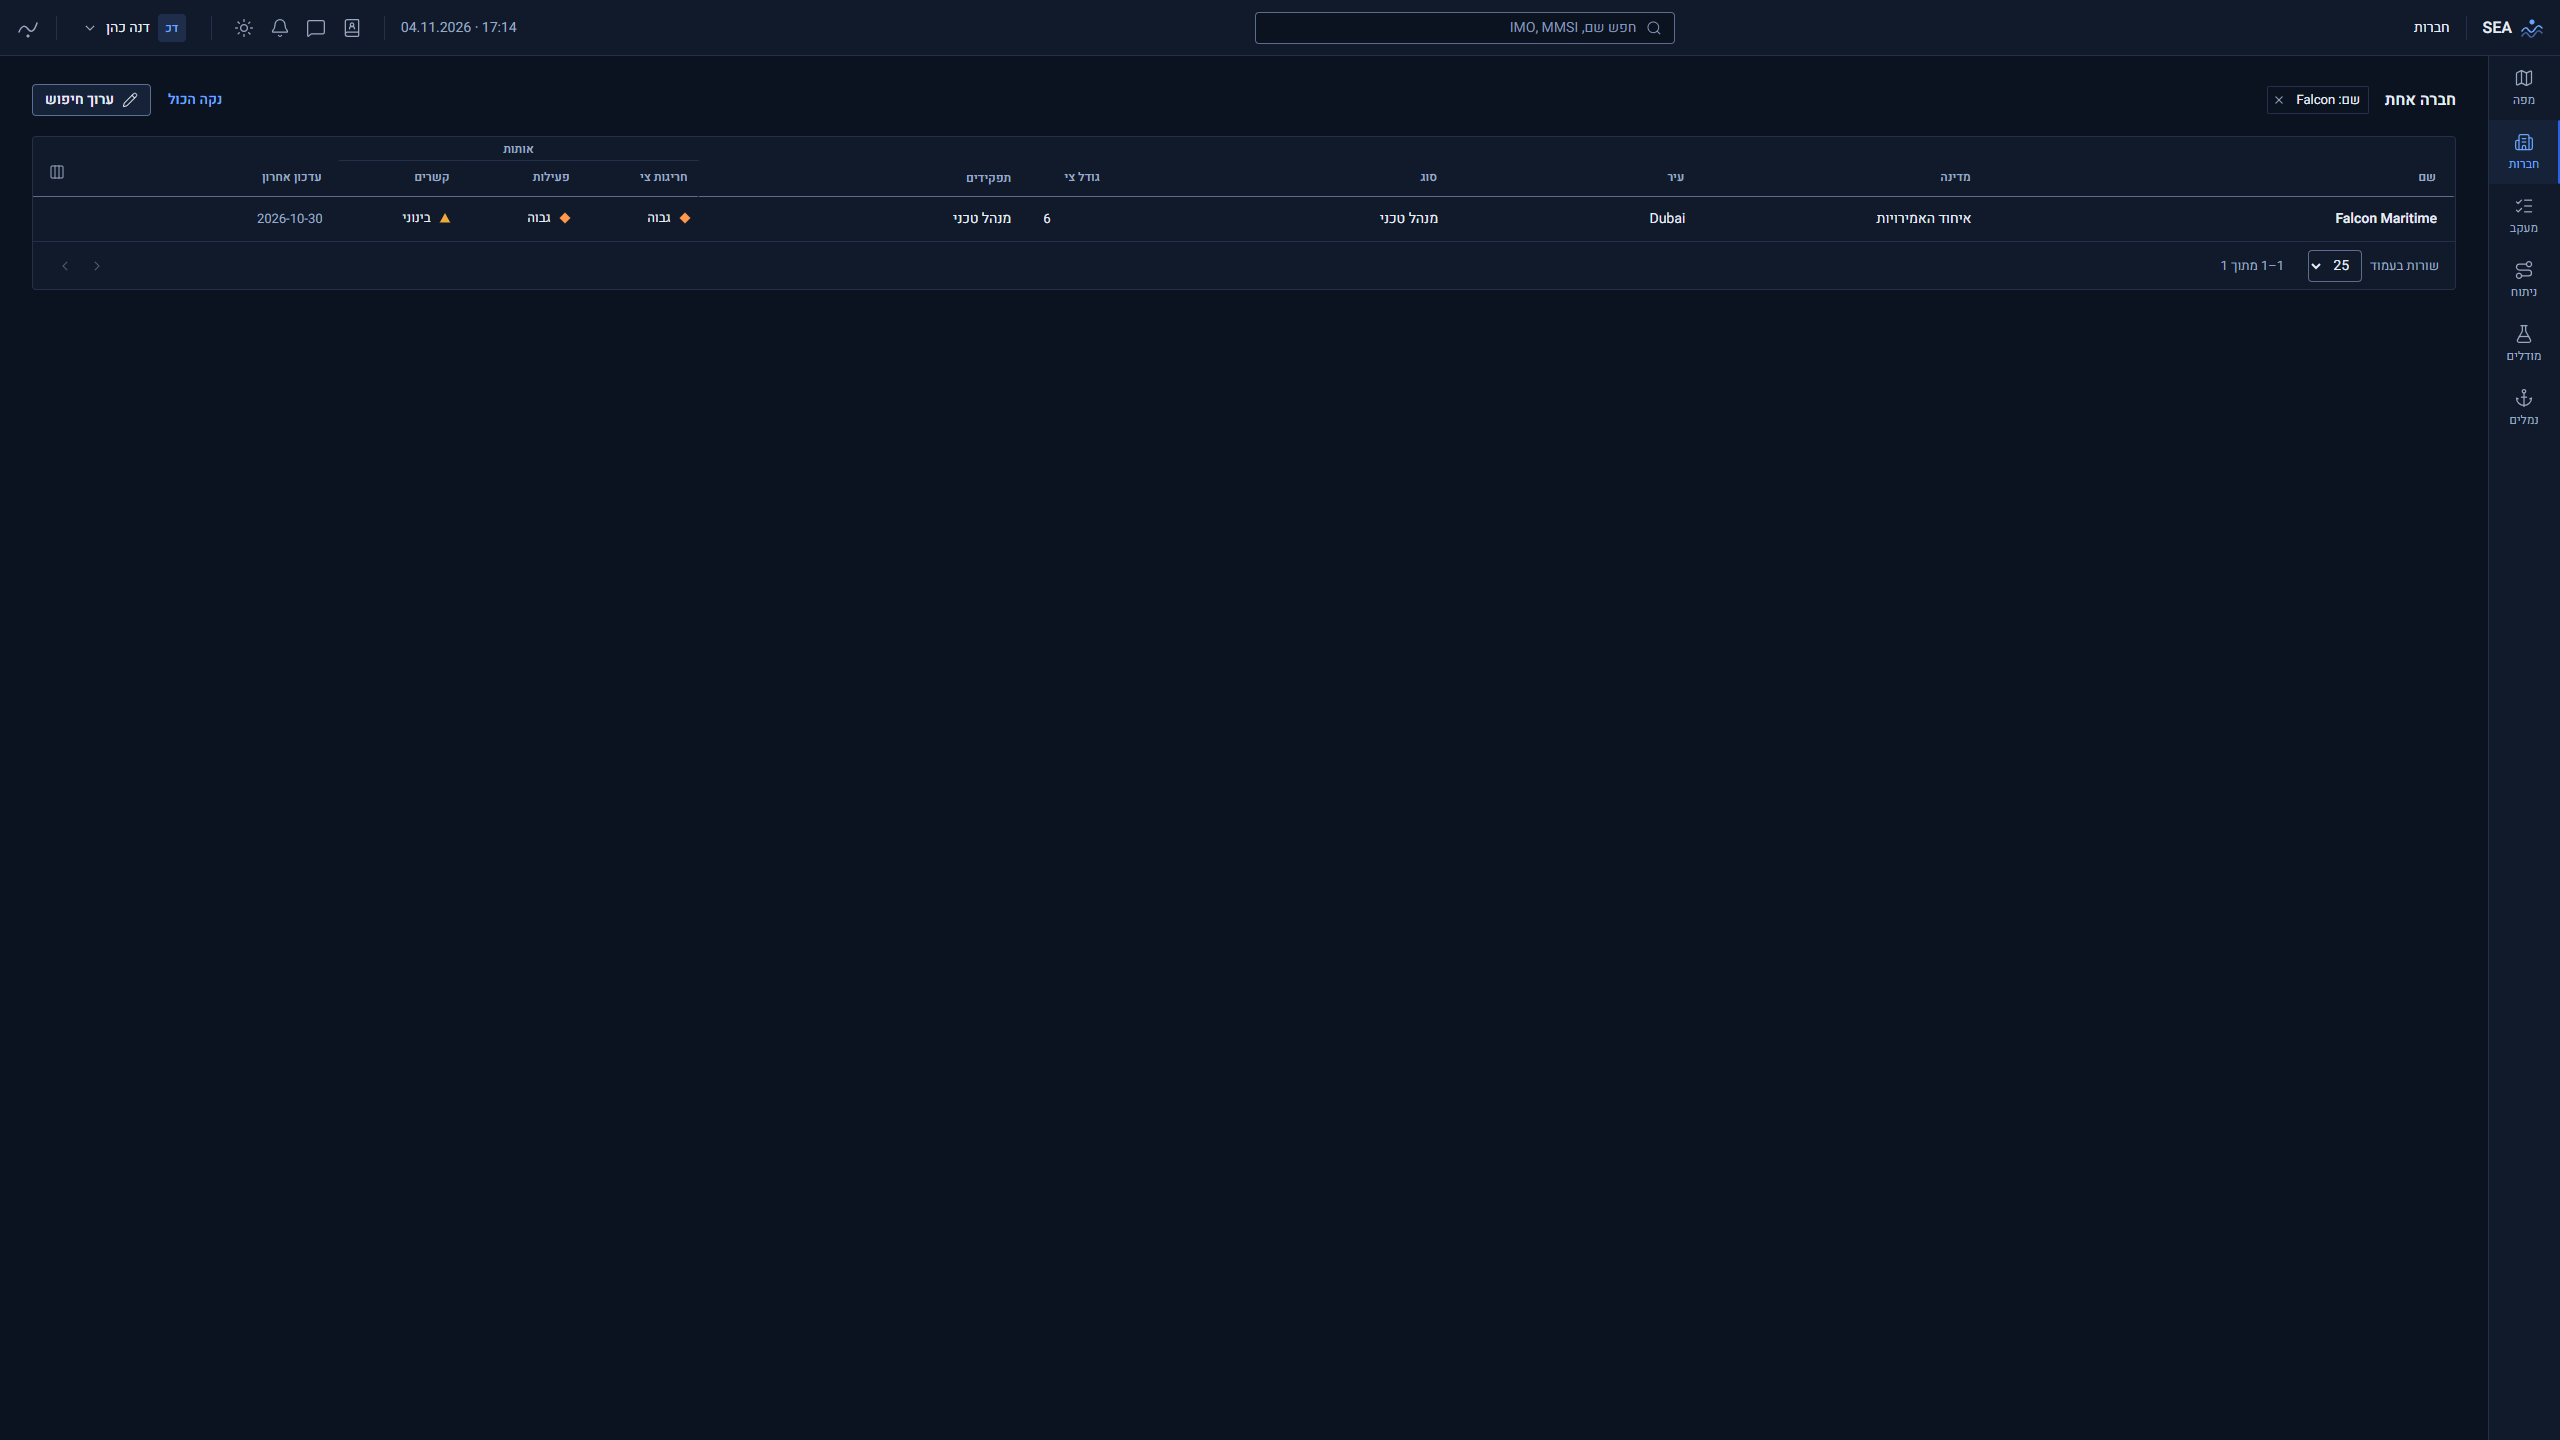 SEA
חברות
חפש שם, IMO, MMSI
04.11.2026 · 17:14
דכ
דנה כהן
מפה
חברות
מעקב
ניתוח
מודלים
נמלים
חברה אחת
שם: Falcon
נקה הכול
ערוך חיפוש
אותות
שם מדינה עיר סוג גודל צי תפקידים חריגות צי פעילות קשרים עדכון אחרון
Falcon Maritime איחוד האמירויות Dubai מנהל טכני 6 מנהל טכני גבוה גבוה בינוני 2026-10-30
שורות בעמוד 25 1–1 מתוך 1